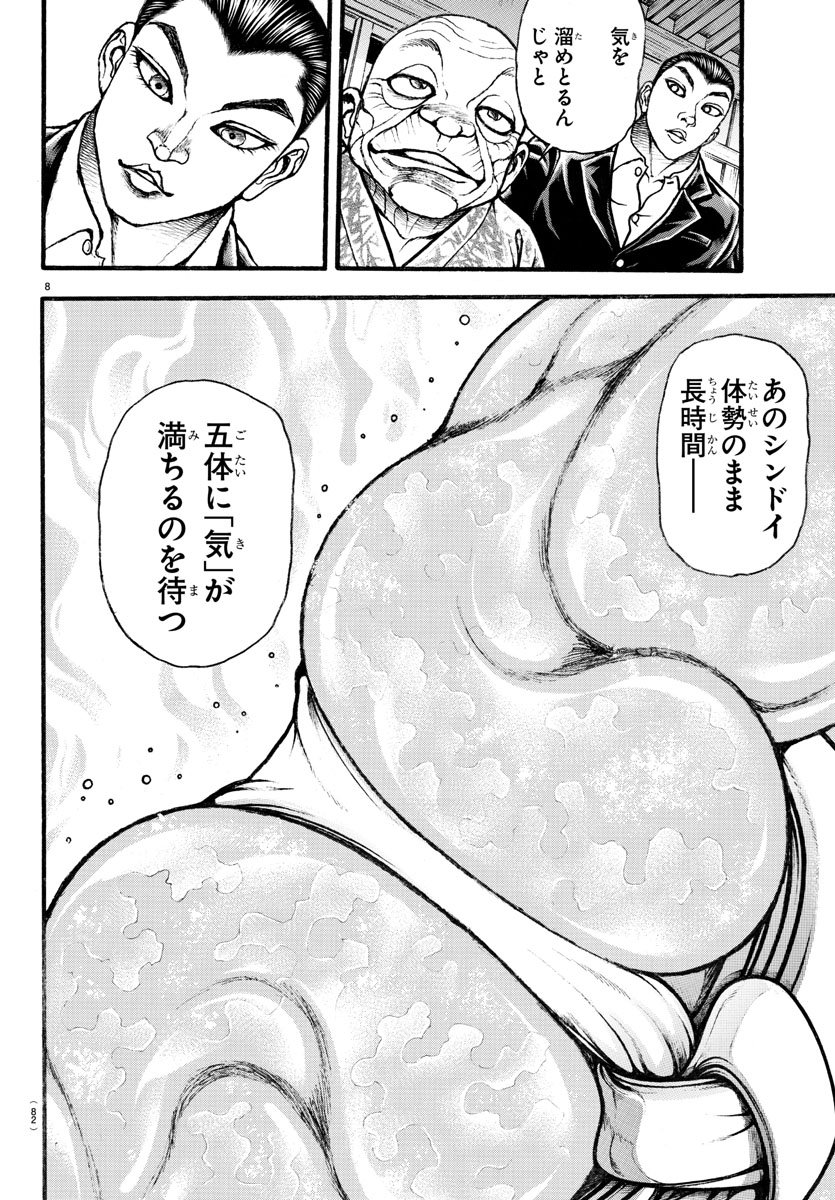 気を
溜めとるん
じゃと
8
あのシンドイ
体勢のまま
長時間──
五体に「気」が
満ちるのを待つ
(82)